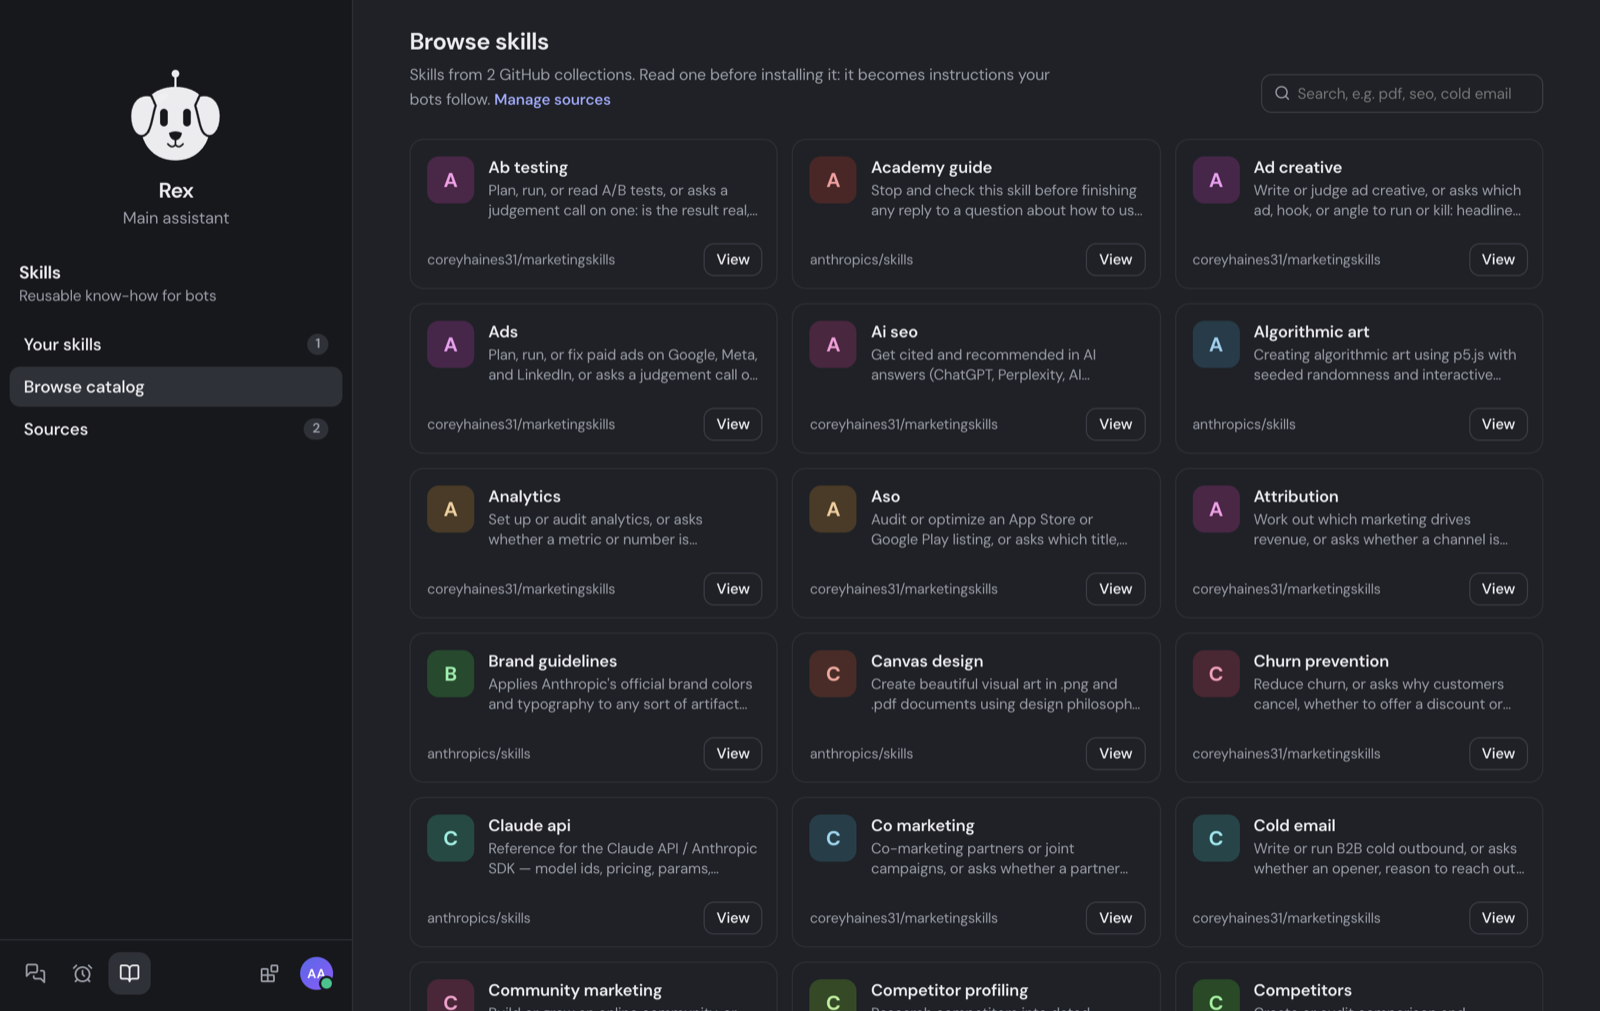 Rex
Main assistant
Skills
Reusable know-how for bots
Your skills
1
Browse catalog
Sources
2
AA
Browse skills
Skills from 2 GitHub collections. Read one before installing it: it becomes instructions your
bots follow. Manage sources
Search, e.g. pdf, seo, cold email
A
Ab testing
Plan, run, or read A/B tests, or asks a
judgement call on one: is the result real,...
coreyhaines31/marketingskills
View
A
Academy guide
Stop and check this skill before finishing
any reply to a question about how to us...
anthropics/skills
View
A
Ad creative
Write or judge ad creative, or asks which
ad, hook, or angle to run or kill: headline...
coreyhaines31/marketingskills
View
A
Ads
Plan, run, or fix paid ads on Google, Meta,
and LinkedIn, or asks a judgement call o...
coreyhaines31/marketingskills
View
A
Ai seo
Get cited and recommended in AI
answers (ChatGPT, Perplexity, AI...
coreyhaines31/marketingskills
View
A
Algorithmic art
Creating algorithmic art using p5.js with
seeded randomness and interactive...
anthropics/skills
View
A
Analytics
Set up or audit analytics, or asks
whether a metric or number is...
coreyhaines31/marketingskills
View
A
Aso
Audit or optimize an App Store or
Google Play listing, or asks which title,...
coreyhaines31/marketingskills
View
A
Attribution
Work out which marketing drives
revenue, or asks whether a channel is...
coreyhaines31/marketingskills
View
B
Brand guidelines
Applies Anthropic's official brand colors
and typography to any sort of artifact...
anthropics/skills
View
C
Canvas design
Create beautiful visual art in .png and
.pdf documents using design philosoph...
anthropics/skills
View
C
Churn prevention
Reduce churn, or asks why customers
cancel, whether to offer a discount or...
coreyhaines31/marketingskills
View
C
Claude api
Reference for the Claude API / Anthropic
SDK — model ids, pricing, params,...
anthropics/skills
View
C
Co marketing
Co-marketing partners or joint
campaigns, or asks whether a partner...
coreyhaines31/marketingskills
View
C
Cold email
Write or run B2B cold outbound, or asks
whether an opener, reason to reach out...
coreyhaines31/marketingskills
View
C
Community marketing
C
Competitor profiling
C
Competitors